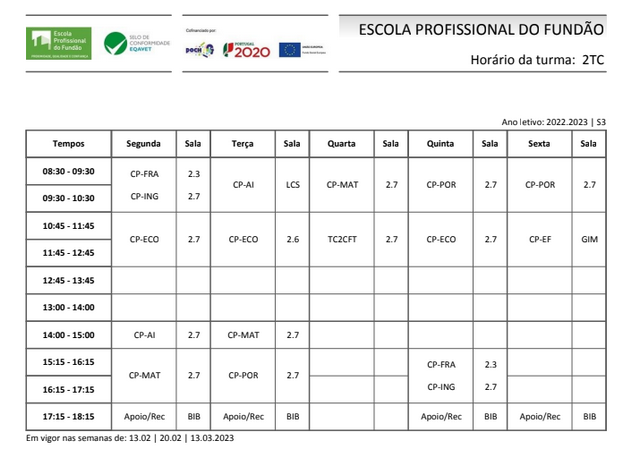 Escola
Profissional
do Fundão
SELO DE
CONFORMIDADE
EQAVET
Cofinanciado por
poch
PORTUGAL
2020
UNIÃO EUROPEIA
Fundo Social Europeu
ESCOLA PROFISSIONAL DO FUNDÃO
Horário da turma: 2TC
Ano letivo: 2022.2023 | S3
Tempos Segunda Sala Terça Sala Quarta Sala Quinta Sala Sexta Sala
08:30 - 09:30 CP-FRA 2.3
CP-AI LCS CP-MAT 2.7 CP-POR 2.7 CP-POR 2.7
09:30 - 10:30 CP-ING 2.7
10:45 - 11:45
CP-ECO 2.7 CP-ECO 2.6 TC2CFT 2.7 CP-ECO 2.7 CP-EF GIM
11:45 - 12:45
12:45 - 13:45
13:00 - 14:00
14:00 - 15:00 CP-AI 2.7 CP-MAT 2.7
15:15 - 16:15 CP-FRA 2.3
CP-MAT 2.7 CP-POR 2.7
16:15 - 17:15 CP-ING 2.7
17:15 - 18:15 Apoio/Rec BIB Apoio/Rec BIB Apoio/Rec BIB Apoio/Rec BIB
Em vigor nas semanas de: 13.02 | 20.02 | 13.03.2023